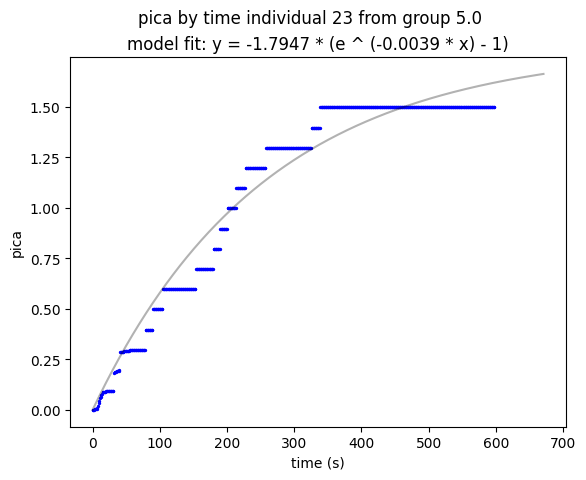 pica by time individual 23 from group 5.0
model fit: y = -1.7947 * (e ^ (-0.0039 * x) - 1)
1.50
1.25
1.00
0.75
0.50
0.25
0.00
pica
0 100 200 300 400 500 600 700
time (s)